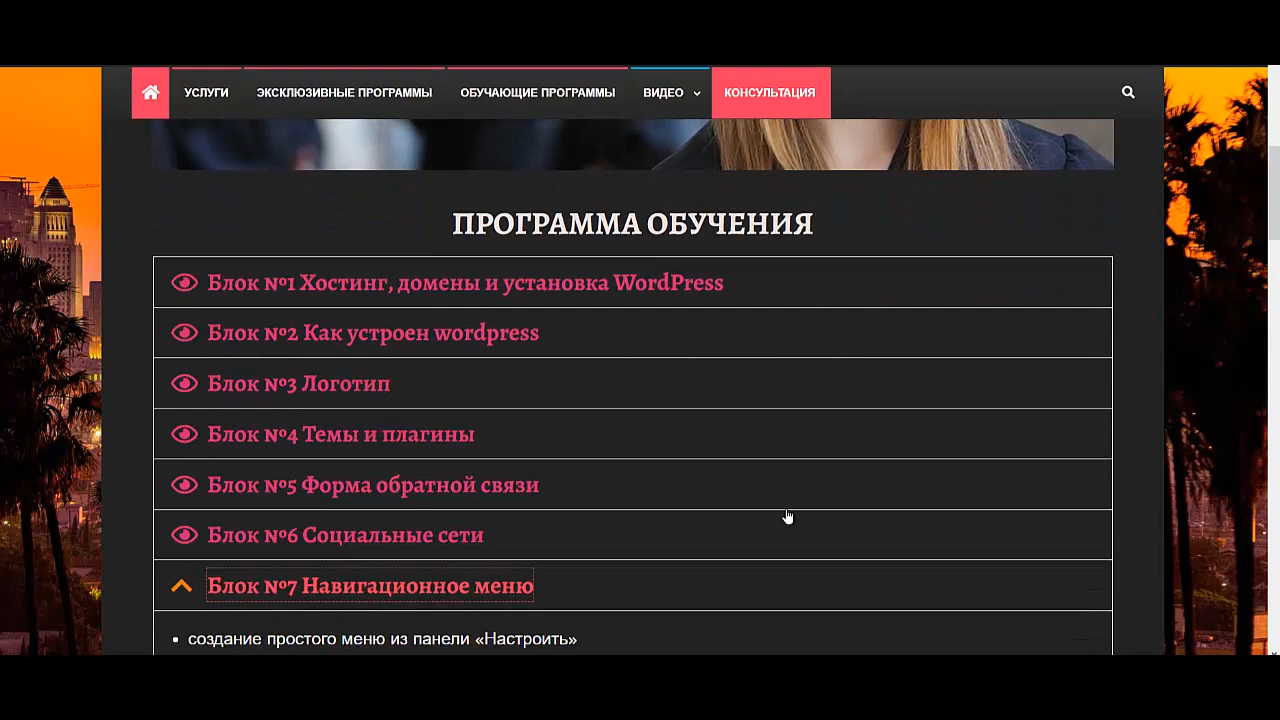 УСЛУГИ ЭКСКЛЮЗИВНЫЕ ПРОГРАММЫ ОБУЧАЮЩИЕ ПРОГРАММЫ ВИДЕО КОНСУЛЬТАЦИЯ
ПРОГРАММА ОБУЧЕНИЯ
Блок №1 Хостинг, домены и установка WordPress
Блок №2 Как устроен wordpress
Блок №3 Логотип
Блок №4 Темы и плагины
Блок №5 Форма обратной связи
Блок №6 Социальные сети
Блок №7 Навигационное меню
• создание простого меню из панели «Настроить»